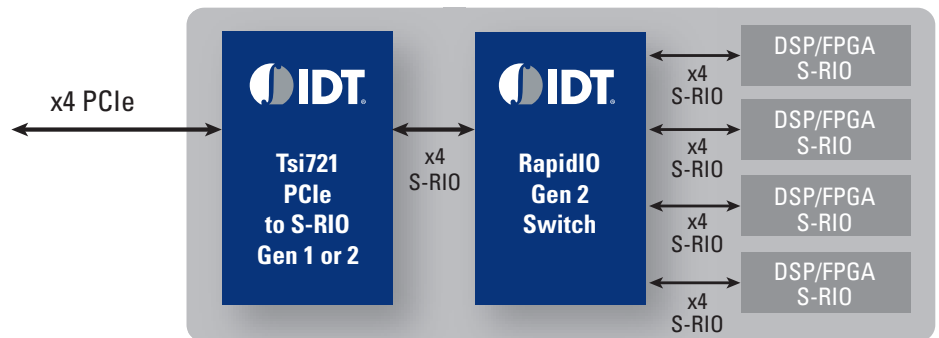 x4 PCIe
IDT
Tsi721
PCIe
to S-RIO
Gen 1 or 2
x4
S-RIO
IDT
RapidIO
Gen 2
Switch
x4
S-RIO
DSP/FPGA
S-RIO
x4
S-RIO
DSP/FPGA
S-RIO
x4
S-RIO
DSP/FPGA
S-RIO
x4
S-RIO
DSP/FPGA
S-RIO